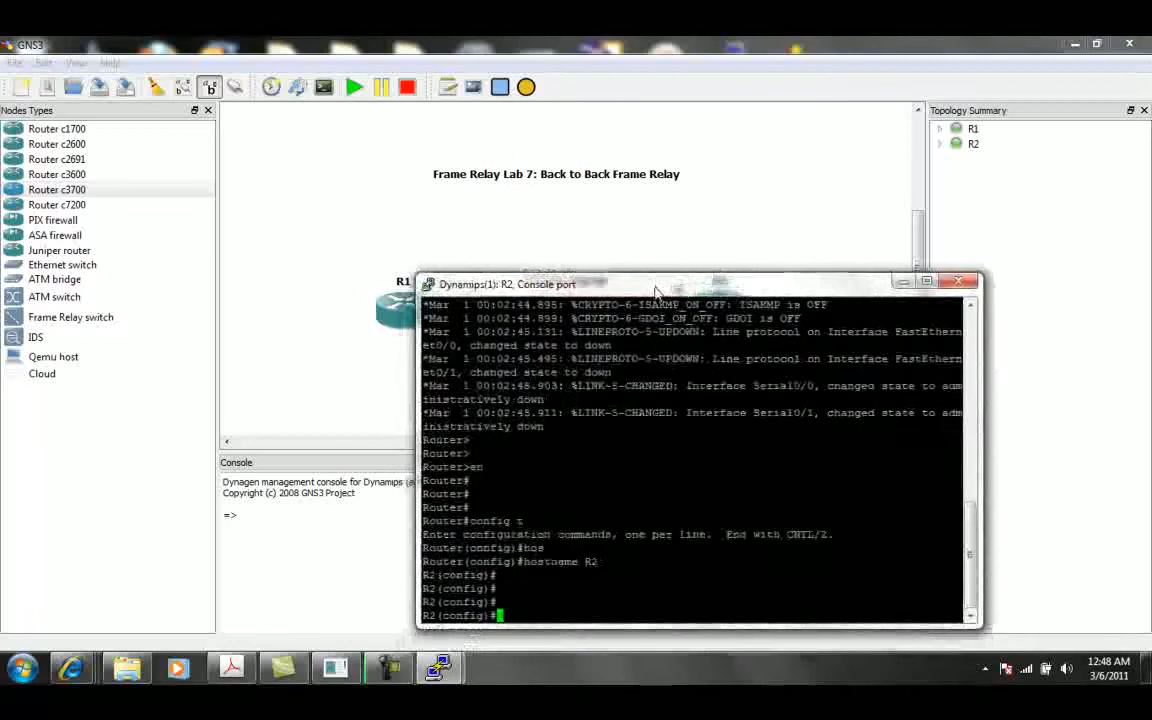 GNS3
File Edit View Help
Nodes Types
Topology Summary
Router c1700
Router c2600
Router c2691
Router c3600
Router c3700
Router c7200
PIX firewall
ASA firewall
Juniper router
Ethernet switch
ATM bridge
ATM switch
Frame Relay switch
IDS
Qemu host
Cloud
R1
R2
Frame Relay Lab 7: Back to Back Frame Relay
R1
Console
Dynagen management console for Dynamips
Copyright (c) 2008 GNS3 Project
=>
Dynamips(1): R2, Console port
*Mar 1 00:02:44.895: %CRYPTO-6-ISAKMP_ON_OFF: ISAKMP is OFF
*Mar 1 00:02:44.899: %CRYPTO-6-GDOI_ON_OFF: GDOI is OFF
*Mar 1 00:02:45.131: %LINEPROTO-5-UPDOWN: Line protocol on Interface FastEthern
et0/0, changed state to down
*Mar 1 00:02:45.495: %LINEPROTO-5-UPDOWN: Line protocol on Interface FastEthern
et0/1, changed state to down
*Mar 1 00:02:45.903: %LINK-5-CHANGED: Interface Serial0/0, changed state to adm
inistratively down
*Mar 1 00:02:45.911: %LINK-5-CHANGED: Interface Serial0/1, changed state to adm
inistratively down
Router>
Router>
Router>en
Router#
Router#
Router#
Router#config t
Enter configuration commands, one per line. End with CNTL/Z.
Router(config)#hos
Router(config)#hostname R2
R2(config)#
R2(config)#
R2(config)#
R2(config)#
12:48 AM
3/6/2011